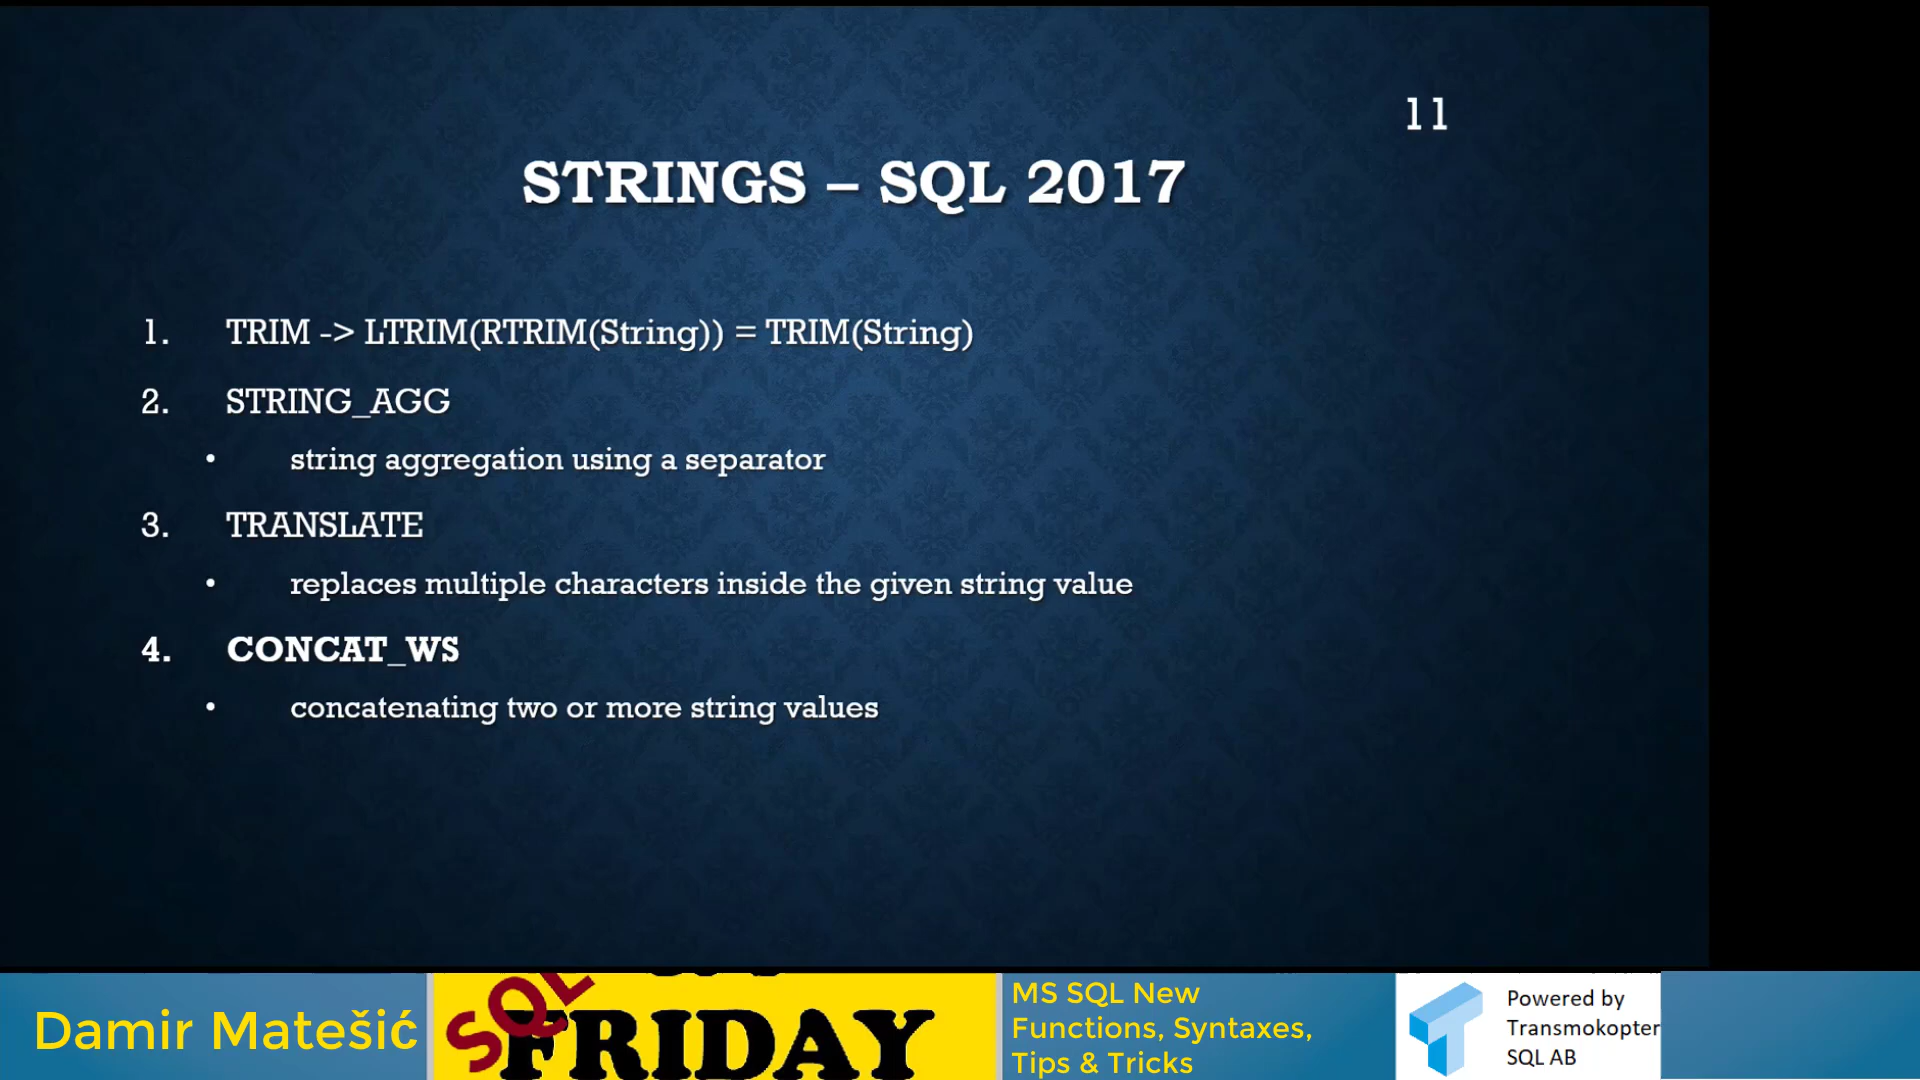 11
STRINGS – SQL 2017
1. TRIM -> LTRIM(RTRIM(String)) = TRIM(String)
2. STRING_AGG
• string aggregation using a separator
3. TRANSLATE
• replaces multiple characters inside the given string value
4. CONCAT_WS
• concatenating two or more string values
Damir Matešić
SQL
FRIDAY
MS SQL New
Functions, Syntaxes,
Tips & Tricks
Powered by
Transmokopter
SQL AB